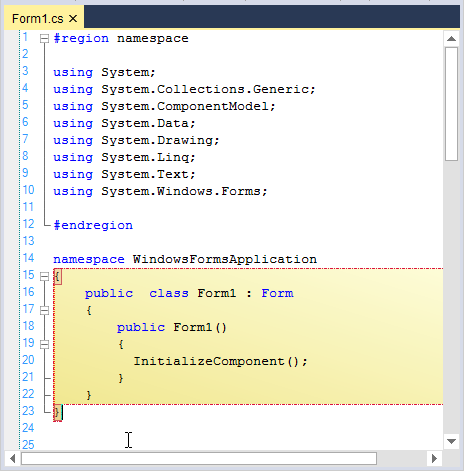 Form1.cs ×
1 #region namespace
2
3 using System;
4 using System.Collections.Generic;
5 using System.ComponentModel;
6 using System.Data;
7 using System.Drawing;
8 using System.Linq;
9 using System.Text;
10 using System.Windows.Forms;
11
12 #endregion
13
14 namespace WindowsFormsApplication
15 {
16     public  class Form1 : Form
17     {
18         public Form1()
19         {
20           InitializeComponent();
21         }
22     }
23 }
24
25